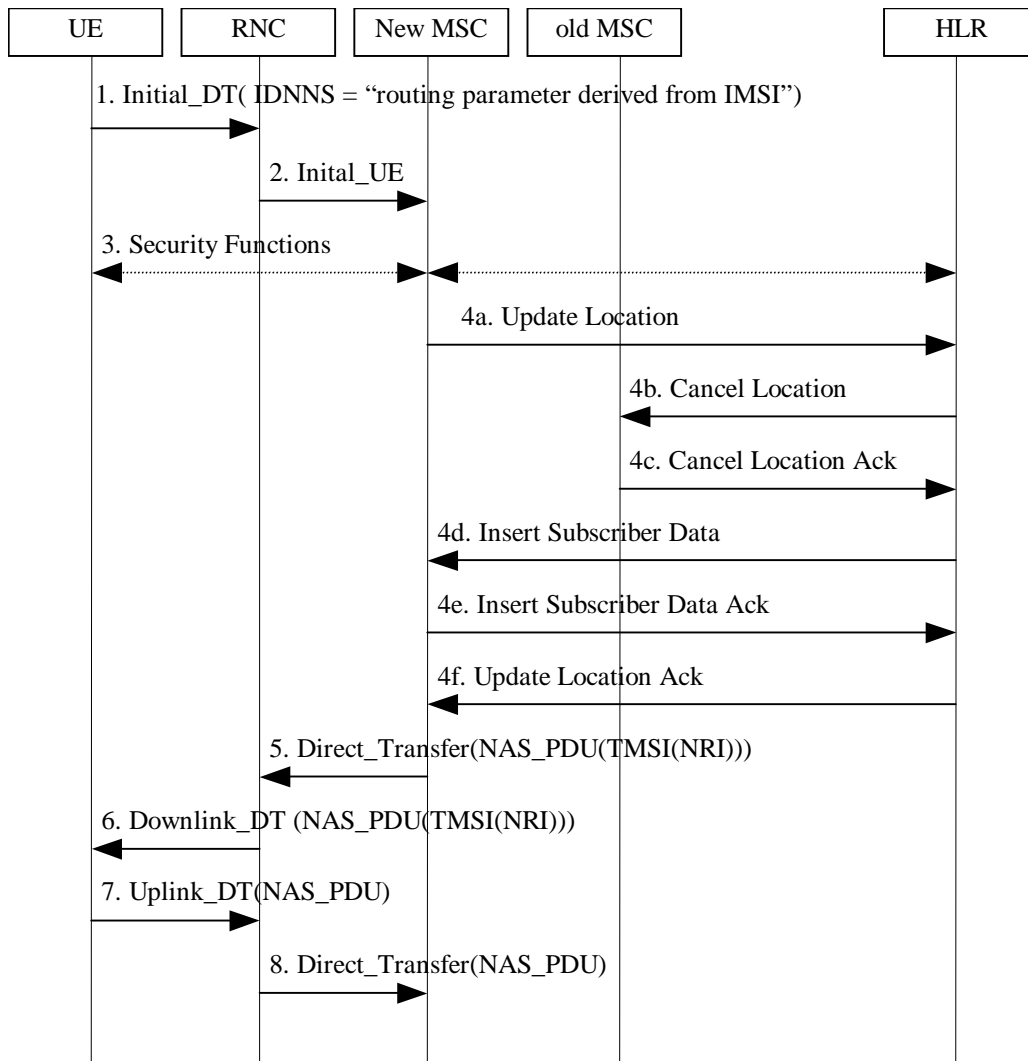 UE
RNC
New MSC
old MSC
HLR
1. Initial_DT( IDNNS = “routing parameter derived from IMSI”)
2. Inital_UE
3. Security Functions
4a. Update Location
4b. Cancel Location
4c. Cancel Location Ack
4d. Insert Subscriber Data
4e. Insert Subscriber Data Ack
4f. Update Location Ack
5. Direct_Transfer(NAS_PDU(TMSI(NRI)))
6. Downlink_DT (NAS_PDU(TMSI(NRI)))
7. Uplink_DT(NAS_PDU)
8. Direct_Transfer(NAS_PDU)